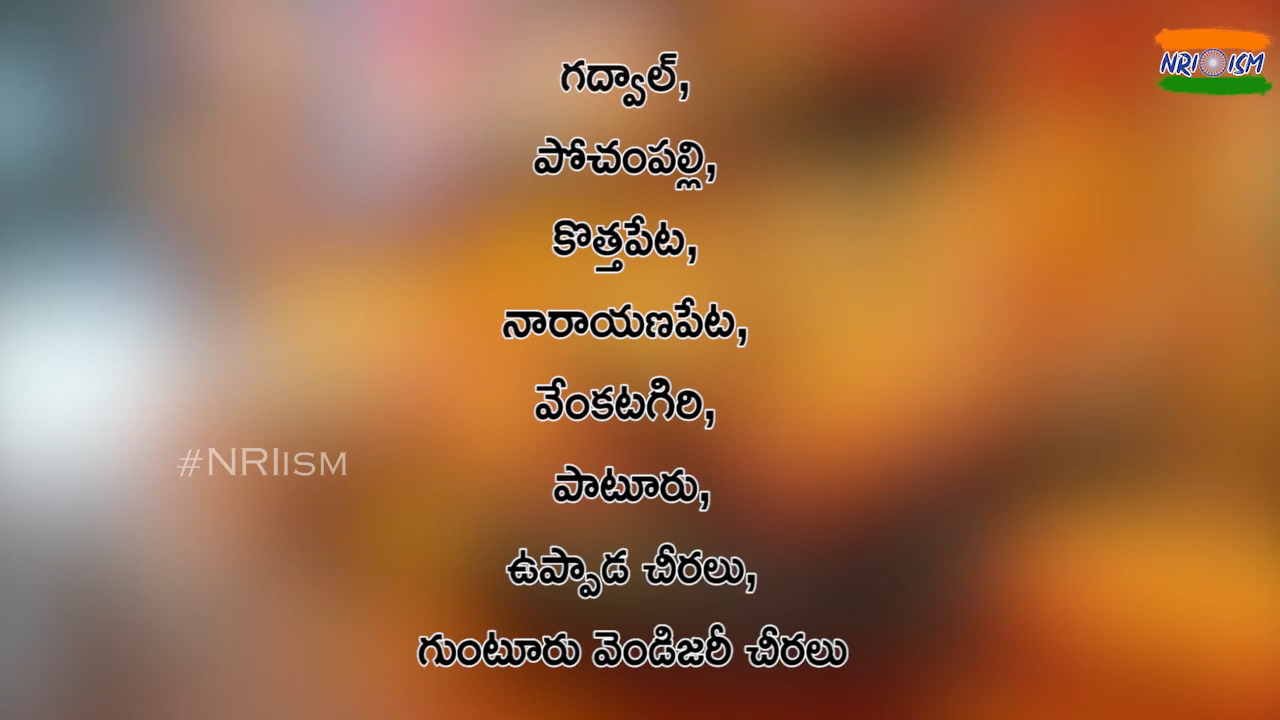 గద్వాల్,
పోచంపల్లి,
కొత్తపేట,
నారాయణపేట,
వేంకటగిరి,
పాటూరు,
ఉప్పాడ చీరలు,
గుంటూరు వెండిజరీ చీరలు
#NRIISM
NRI ISM